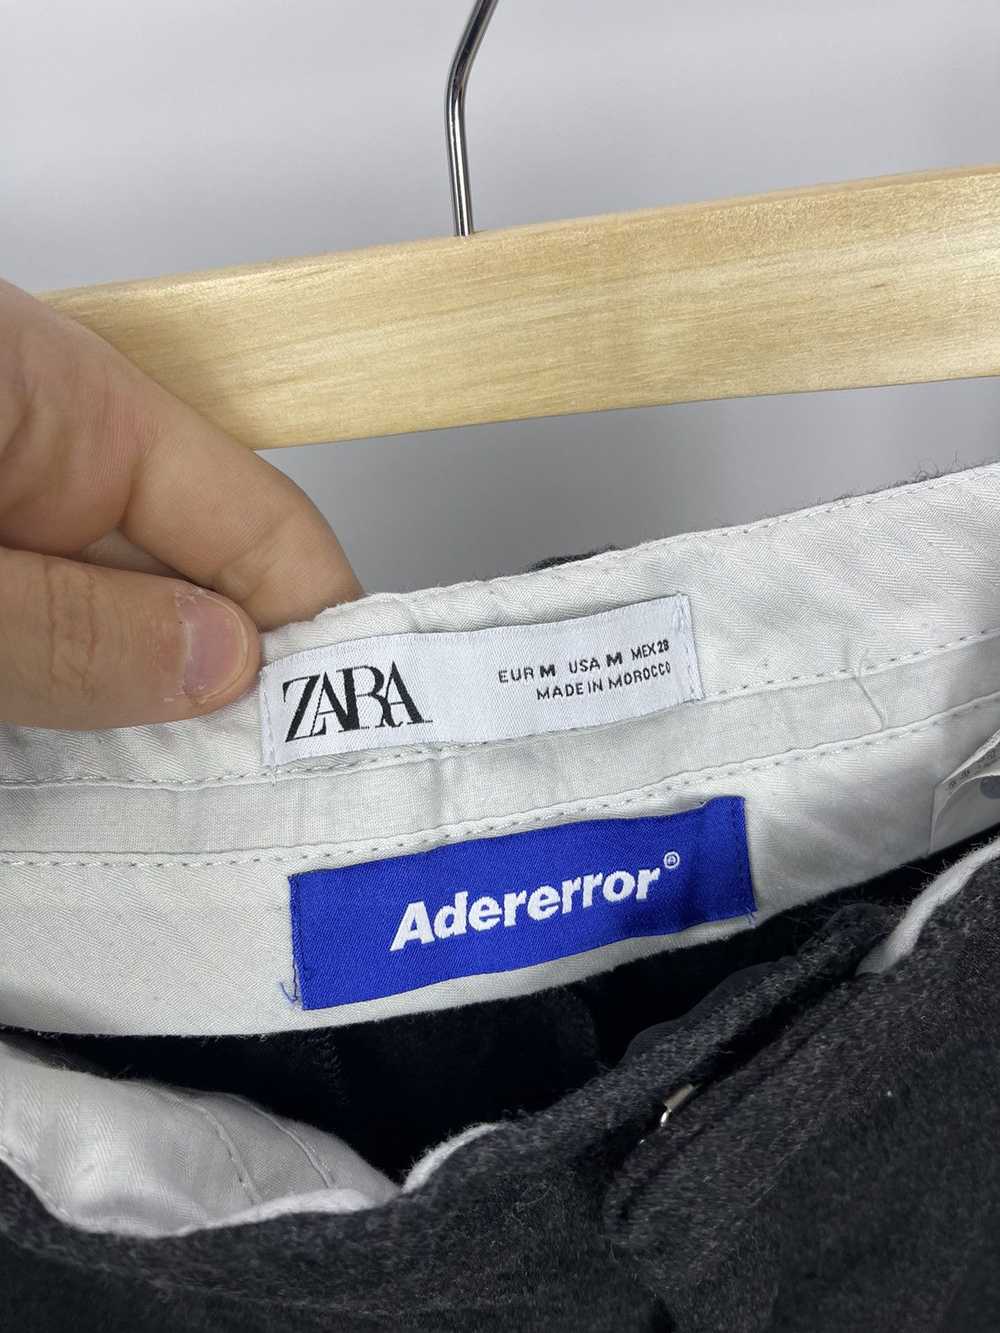 ZARA
EUR M USA M MEX 28
MADE IN MOROCCO
Adererror®